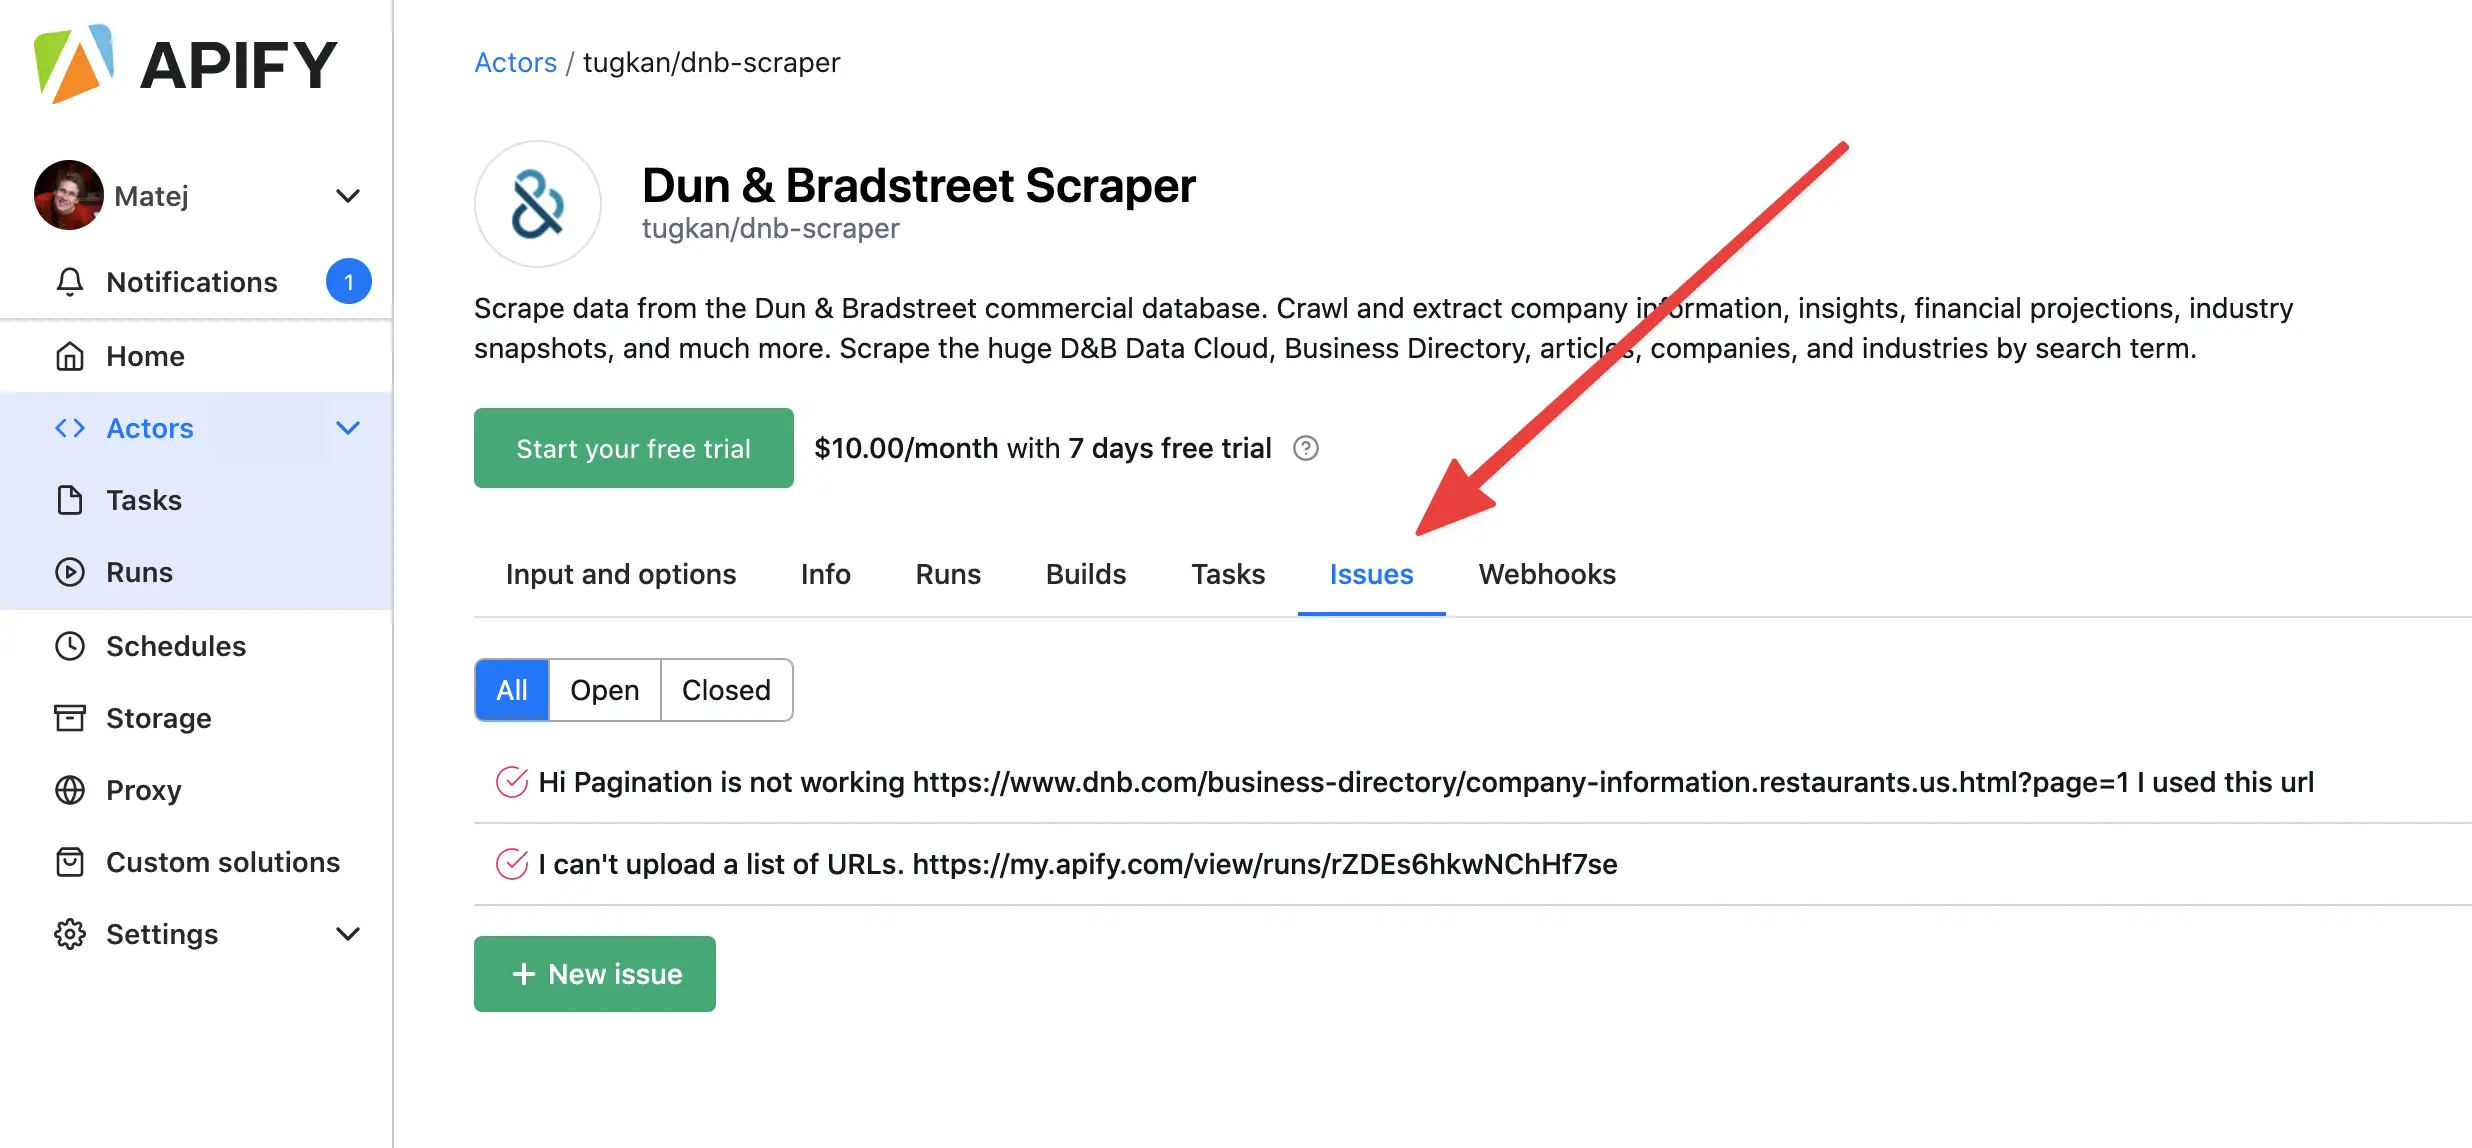 APIFY
Matej
Notifications 1
Home
Actors
Tasks
Runs
Schedules
Storage
Proxy
Custom solutions
Settings
Actors / tugkan/dnb-scraper
Dun & Bradstreet Scraper
tugkan/dnb-scraper
Scrape data from the Dun & Bradstreet commercial database. Crawl and extract company information, insights, financial projections, industry
snapshots, and much more. Scrape the huge D&B Data Cloud, Business Directory, articles, companies, and industries by search term.
Start your free trial $10.00/month with 7 days free trial ?
Input and options Info Runs Builds Tasks Issues Webhooks
All Open Closed
Hi Pagination is not working https://www.dnb.com/business-directory/company-information.restaurants.us.html?page=1 I used this url
I can't upload a list of URLs. https://my.apify.com/view/runs/rZDEs6hkwNChHf7se
+ New issue